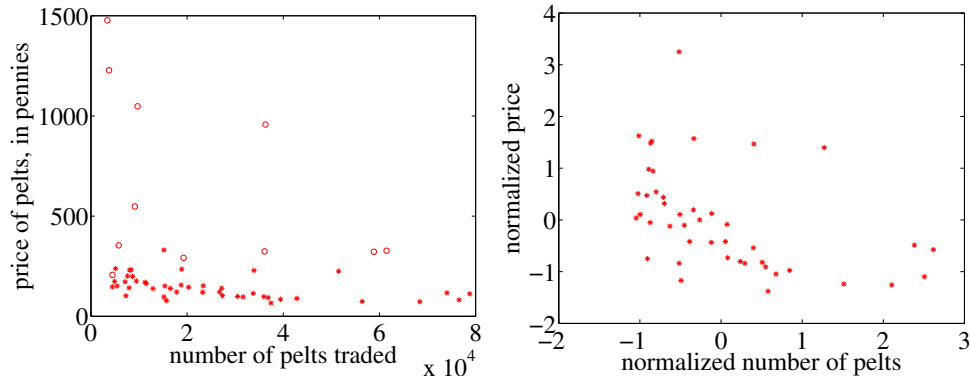 1500
1000
500
0
0 2 4 6 8
price of pelts, in pennies
number of pelts traded
x 10^4
4
3
2
1
0
−1
−2
−2 −1 0 1 2 3
normalized price
normalized number of pelts